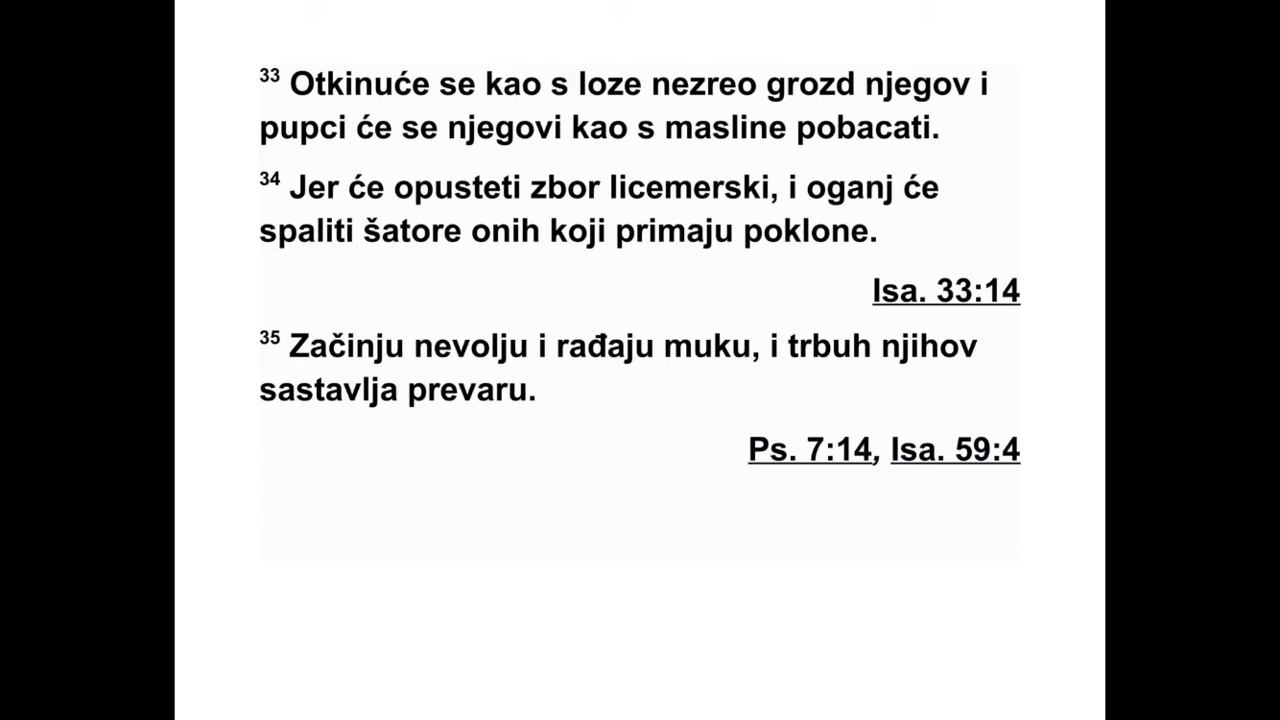 33 Otkinuće se kao s loze nezreo grozd njegov i
pupci će se njegovi kao s masline pobacati.
34 Jer će opusteti zbor licemerski, i oganj će
spaliti šatore onih koji primaju poklone.
Isa. 33:14
35 Začinju nevolju i rađaju muku, i trbuh njihov
sastavlja prevaru.
Ps. 7:14, Isa. 59:4